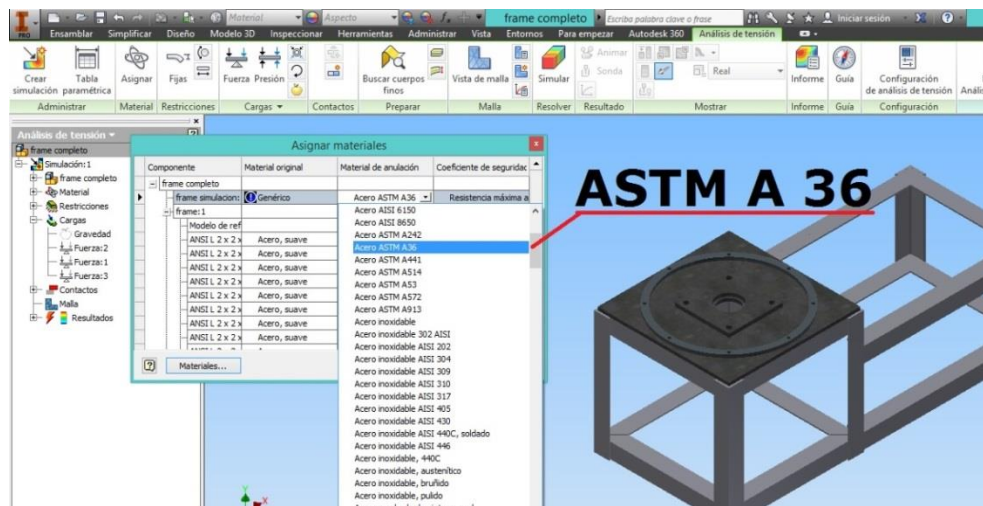 Material
Aspecto
frame completo
Escriba palabra clave o frase
Iniciar sesión
PRO
Ensamblar Simplificar Diseño Modelo 3D Inspeccionar Herramientas Administrar Vista Entornos Para empezar Autodesk 360 Análisis de tensión
Crear simulación
Tabla paramétrica
Asignar
Fijas
Fuerza
Presión
Buscar cuerpos finos
Vista de malla
Simular
Animar
Sonda
Real
Informe
Guía
Configuración de análisis de tensión
Administrar Material Restricciones Cargas Contactos Preparar Malla Resolver Resultado Mostrar Informe Guía Configuración
Análisis de tensión
frame completo
Simulación:1
frame completo
Material
Restricciones
Cargas
Gravedad
Fuerza:2
Fuerza:1
Fuerza:3
Contactos
Malla
Resultados
Asignar materiales
Componente Material original Material de anulación Coeficiente de seguridac
frame completo
frame simulacion: Genérico Acero ASTM A36 Resistencia máxima a
frame:1
Modelo de ref
ANSI L 2 x 2 x Acero, suave
ANSI L 2 x 2 x Acero, suave
ANSI L 2 x 2 x Acero, suave
ANSI L 2 x 2 x Acero, suave
ANSI L 2 x 2 x Acero, suave
ANSI L 2 x 2 x Acero, suave
ANSI L 2 x 2 x Acero, suave
ANSI L 2 x 2 x Acero, suave
Materiales...
Acero AISI 6150
Acero AISI 8650
Acero ASTM A242
Acero ASTM A36
Acero ASTM A441
Acero ASTM A514
Acero ASTM A53
Acero ASTM A572
Acero ASTM A913
Acero inoxidable
Acero inoxidable 302 AISI
Acero inoxidable AISI 202
Acero inoxidable AISI 304
Acero inoxidable AISI 309
Acero inoxidable AISI 310
Acero inoxidable AISI 317
Acero inoxidable AISI 405
Acero inoxidable AISI 430
Acero inoxidable AISI 440C, soldado
Acero inoxidable AISI 446
Acero inoxidable, 440C
Acero inoxidable, austenítico
Acero inoxidable, bruñido
Acero inoxidable, pulido
ASTM A 36